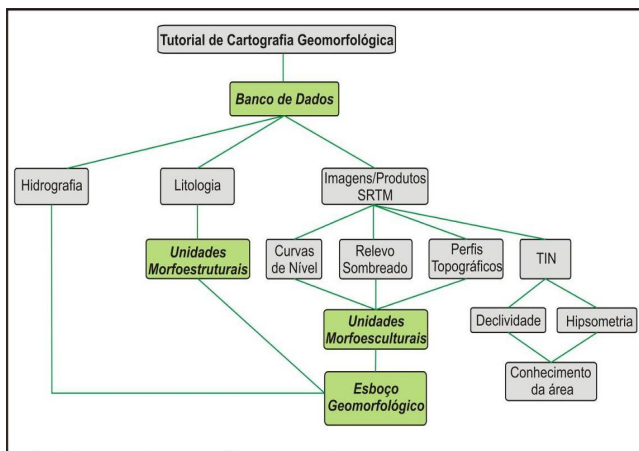 Tutorial de Cartografia Geomorfológica
Banco de Dados
Hidrografia
Litologia
Imagens/Produtos
SRTM
Unidades
Morfoestruturais
Curvas
de Nível
Relevo
Sombreado
Perfis
Topográficos
TIN
Unidades
Morfoesculturais
Declividade
Hipsometria
Esboço
Geomorfológico
Conhecimento
da área